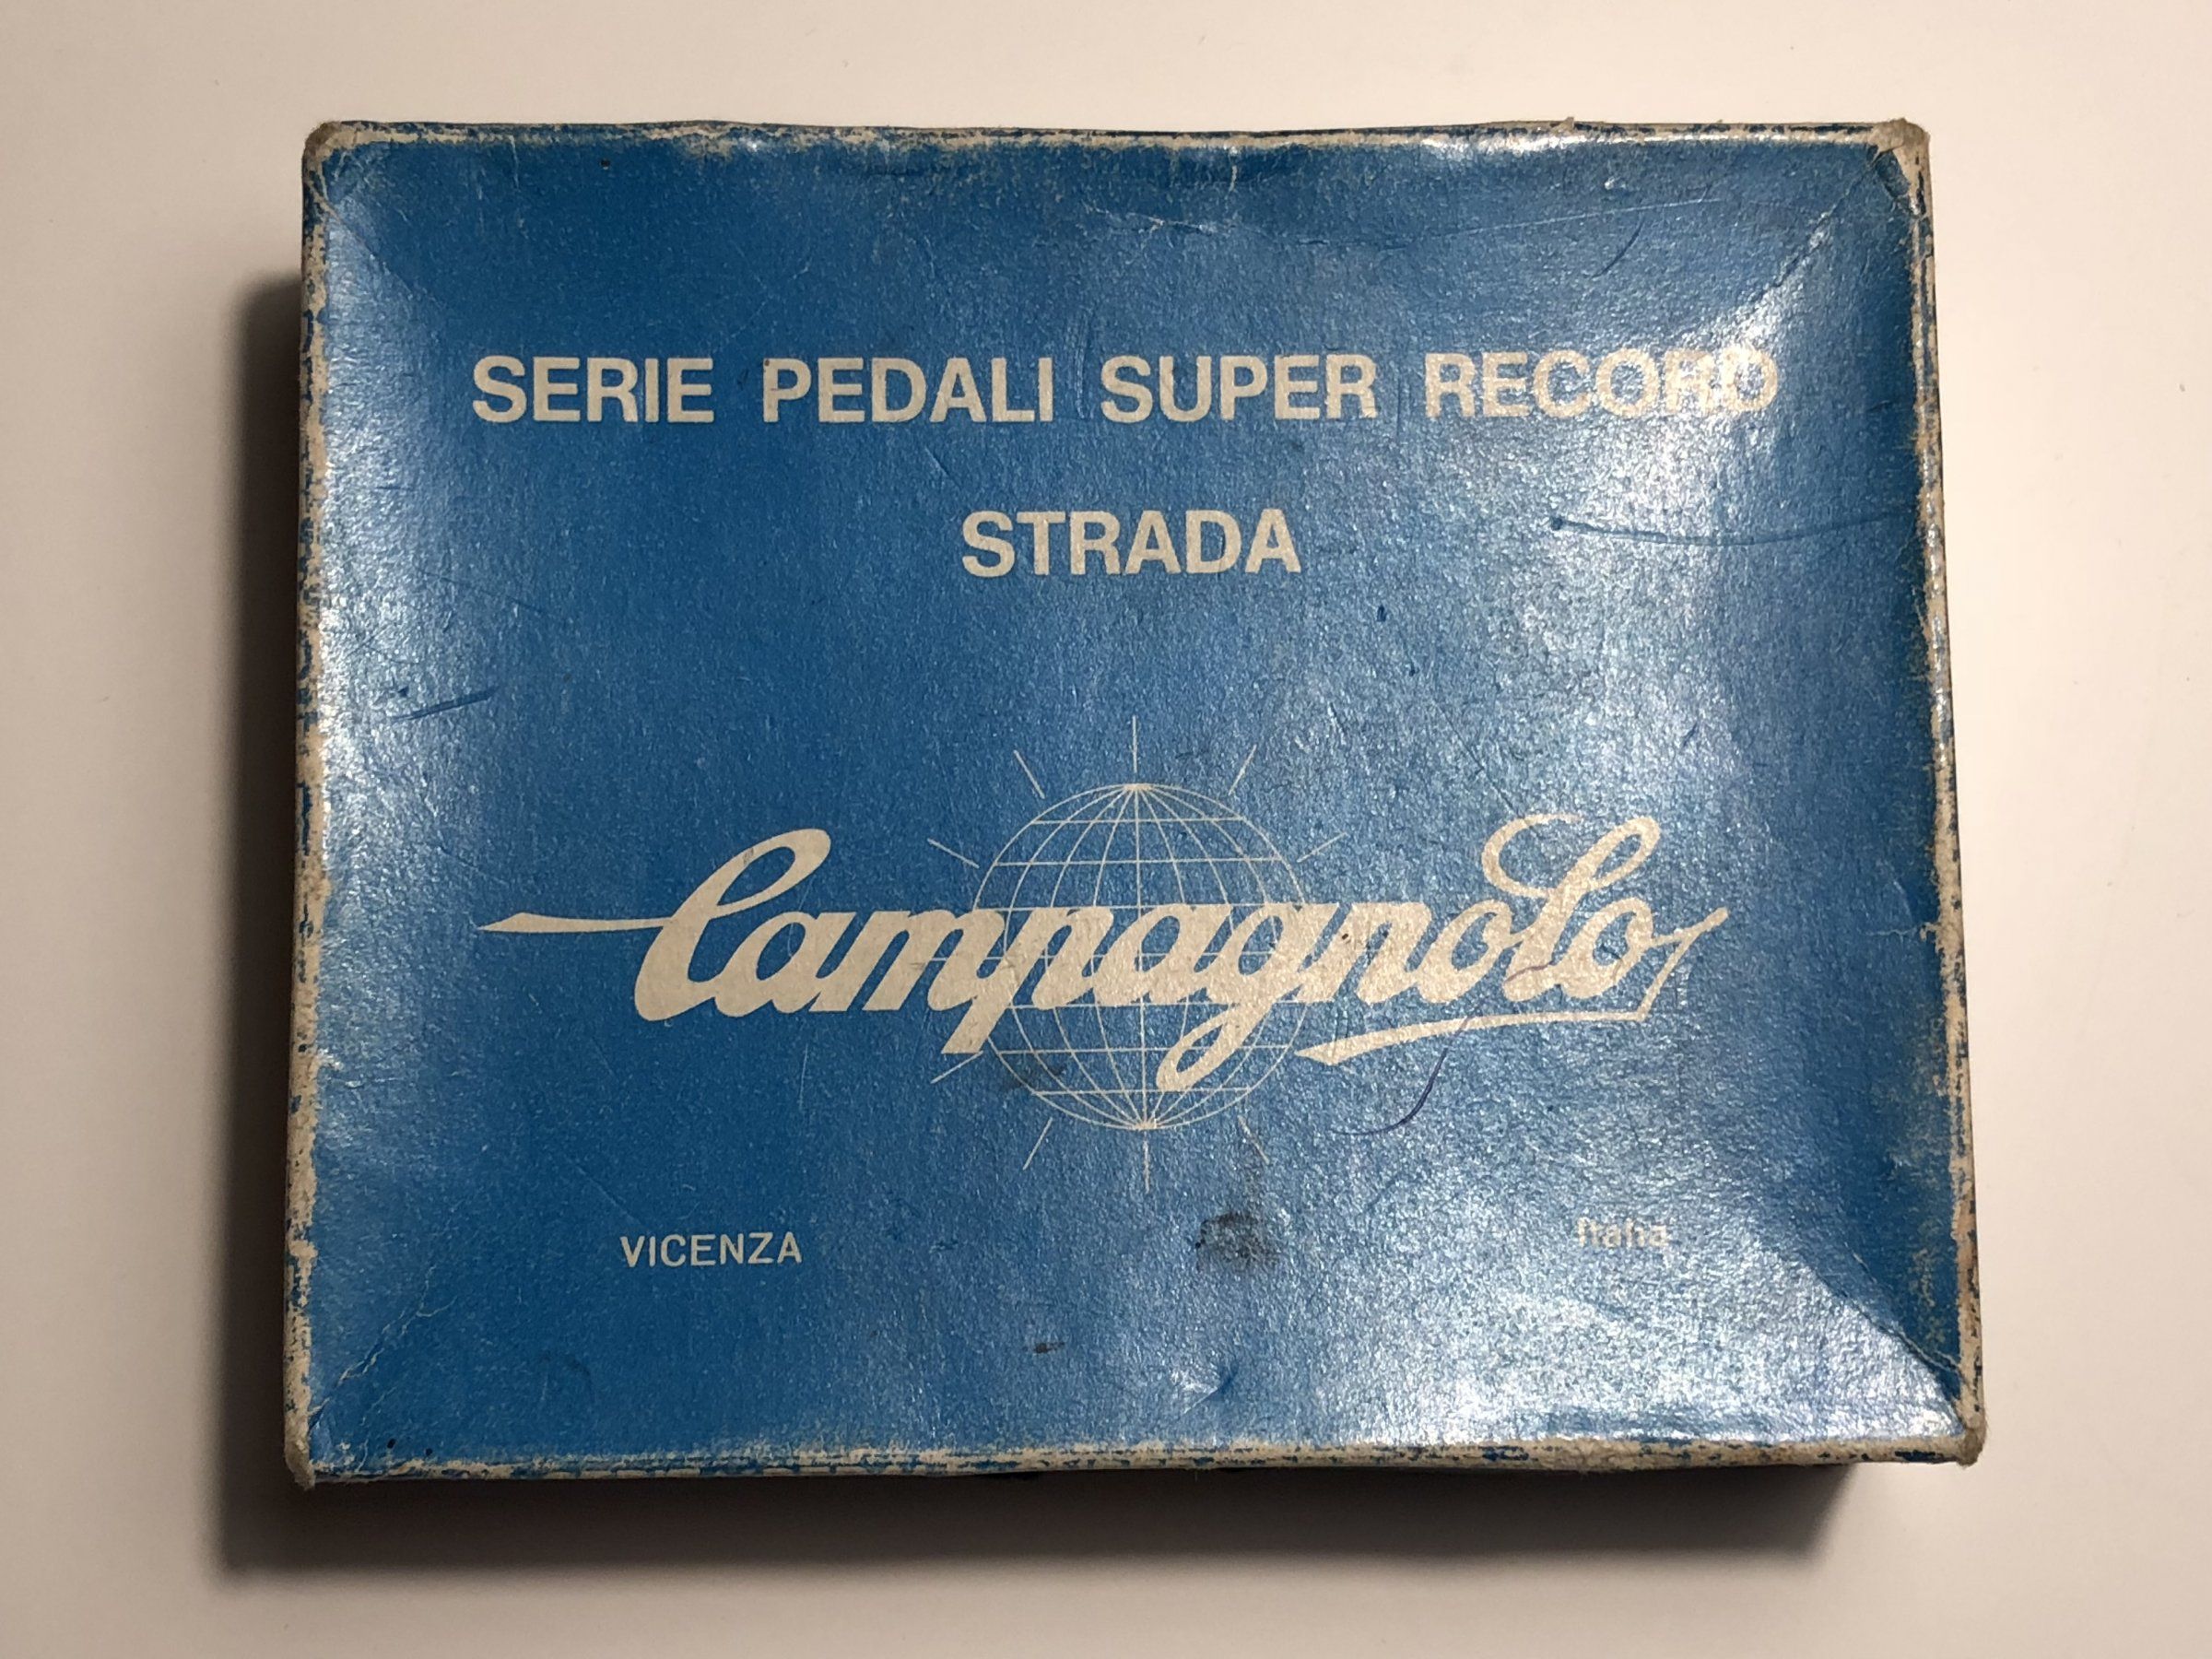 SERIE PEDALI SUPER RECORD
STRADA
Campagnolo
VICENZA Italia